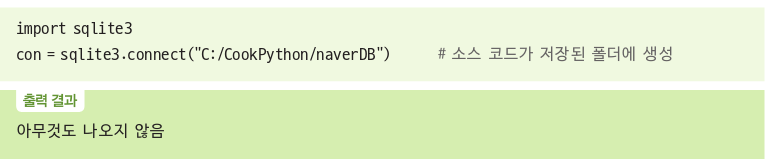 import sqlite3
con = sqlite3.connect("C:/CookPython/naverDB") # 소스 코드가 저장된 폴더에 생성
출력 결과
아무것도 나오지 않음